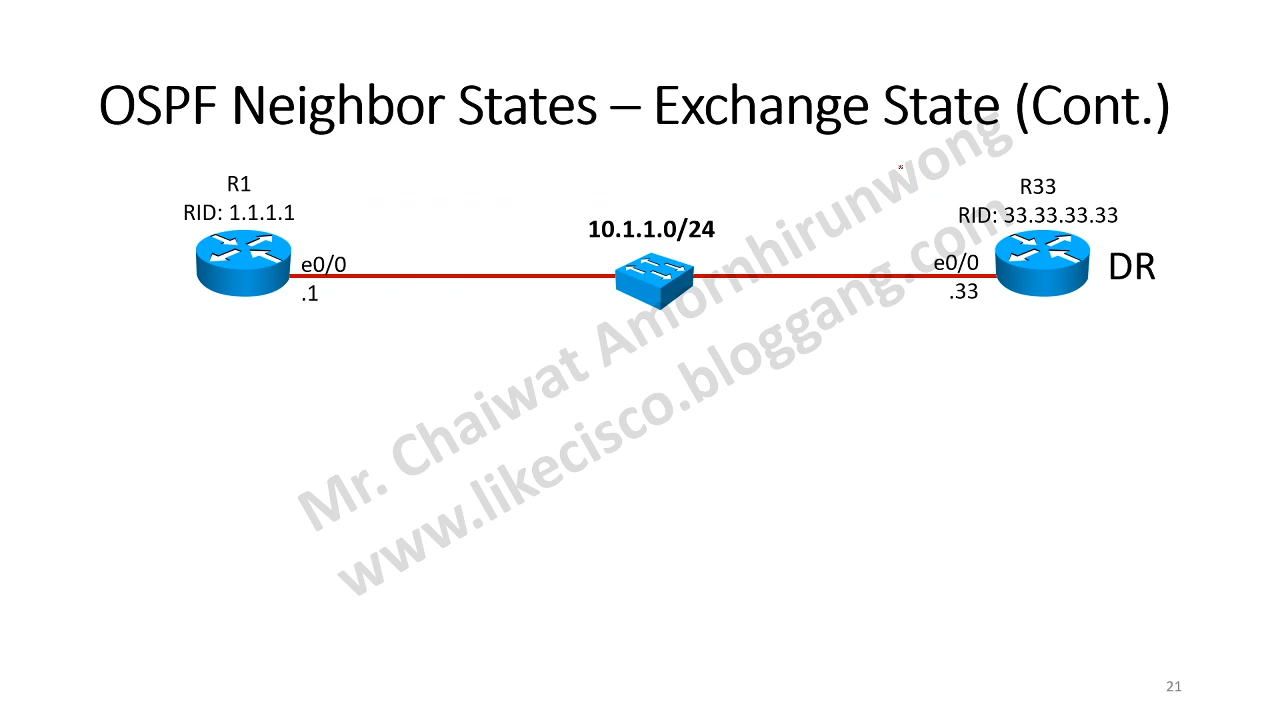 OSPF Neighbor States – Exchange State (Cont.)
R1
RID: 1.1.1.1
R33
RID: 33.33.33.33
10.1.1.0/24
e0/0
.1
e0/0
.33
DR
Mr. Chaiwat Amornhirunwong
www.likecisco.bloggang.com
21